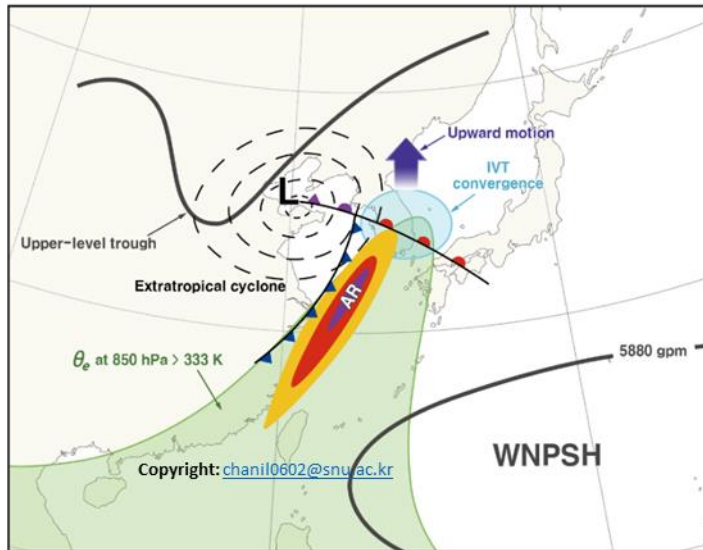 Upward motion
IVT
convergence
L
Upper-level trough
Extratropical cyclone
AR
θe at 850 hPa > 333 K
5880 gpm
WNPSH
Copyright: chanil0602@snu.ac.kr